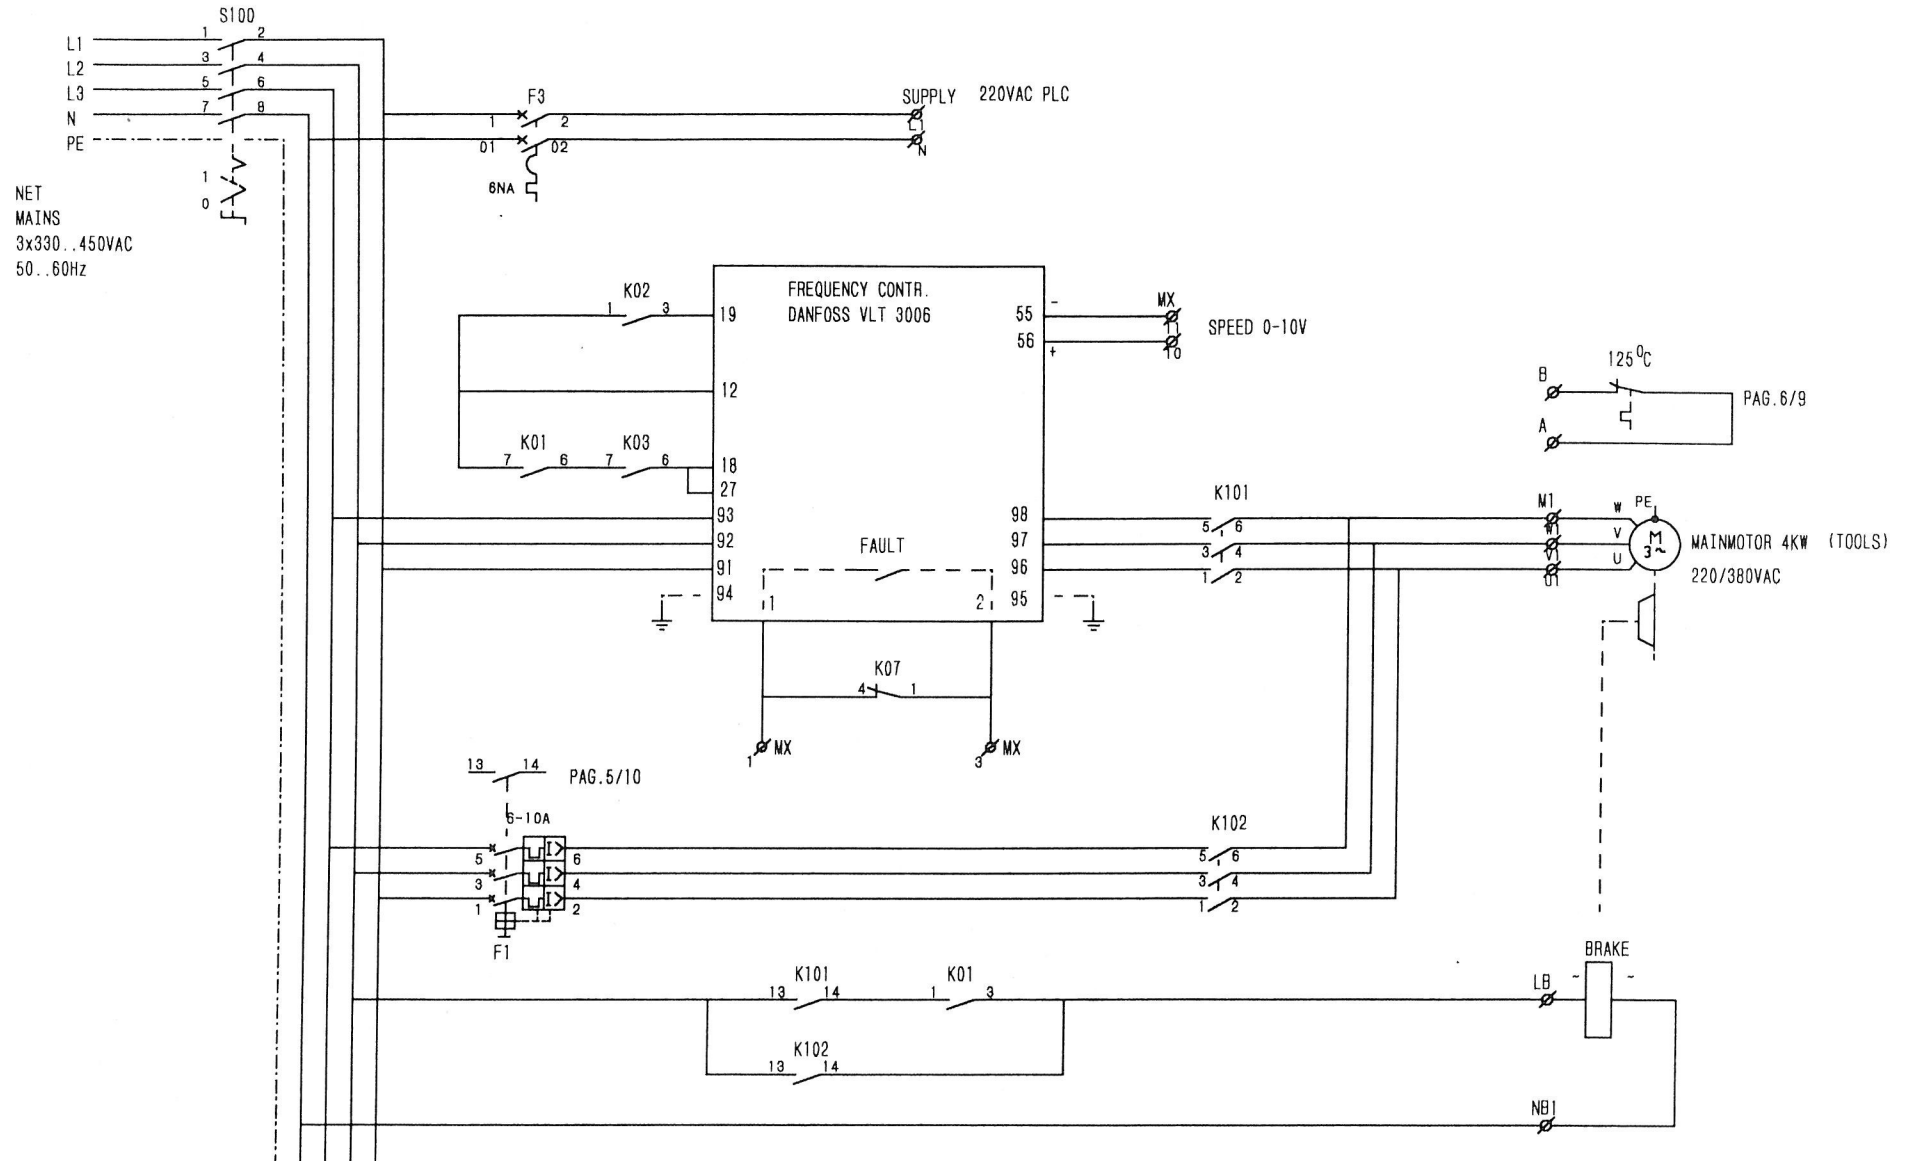 S100
L1 1 2
L2 3 4
L3 5 6
N 7 8
PE
1
0
NET
MAINS
3x330..450VAC
50..60Hz
F3
1 2
01 02
6NA
SUPPLY 220VAC PLC
L1
N
FREQUENCY CONTR.
DANFOSS VLT 3006
K02
1 3 19
12
K01 K03
7 6 7 6 18
27
93
92
91
94
55 -
56 +
MX
11
10
SPEED 0-10V
98
97
96
95
FAULT
1 2
K07
4 1
1 MX
3 MX
125°C
B
A
PAG.6/9
K101
5 6
3 4
1 2
M1
W1
V1
U1
W
V
U
PE
M
3~
MAINMOTOR 4KW (TOOLS)
220/380VAC
13 14 PAG.5/10
6-10A
5 I> 6
3 I> 4
1 I> 2
F1
K102
5 6
3 4
1 2
K101 K01
13 14 1 3
K102
13 14
BRAKE
~ ~
LB
NB1